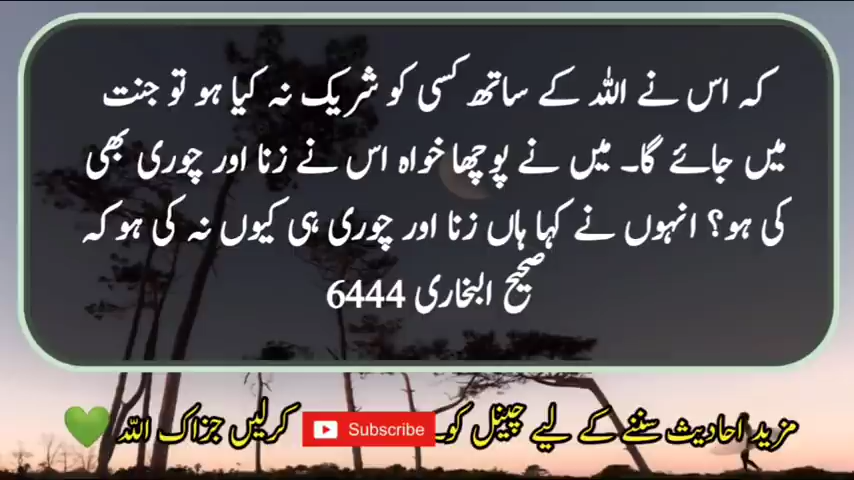 کہ اس نے اللہ کے ساتھ کسی کو شریک نہ کیا ہو تو جنت
میں جائے گا۔ میں نے پوچھا خواہ اس نے زنا اور چوری بھی
کی ہو؟ انہوں نے کہا ہاں زنا اور چوری ہی کیوں نہ کی ہو کہ
صحیح البخاری 6444
مزید احادیث سننے کے لیے چینل کو۔ Subscribe کرلیں جزاک اللہ